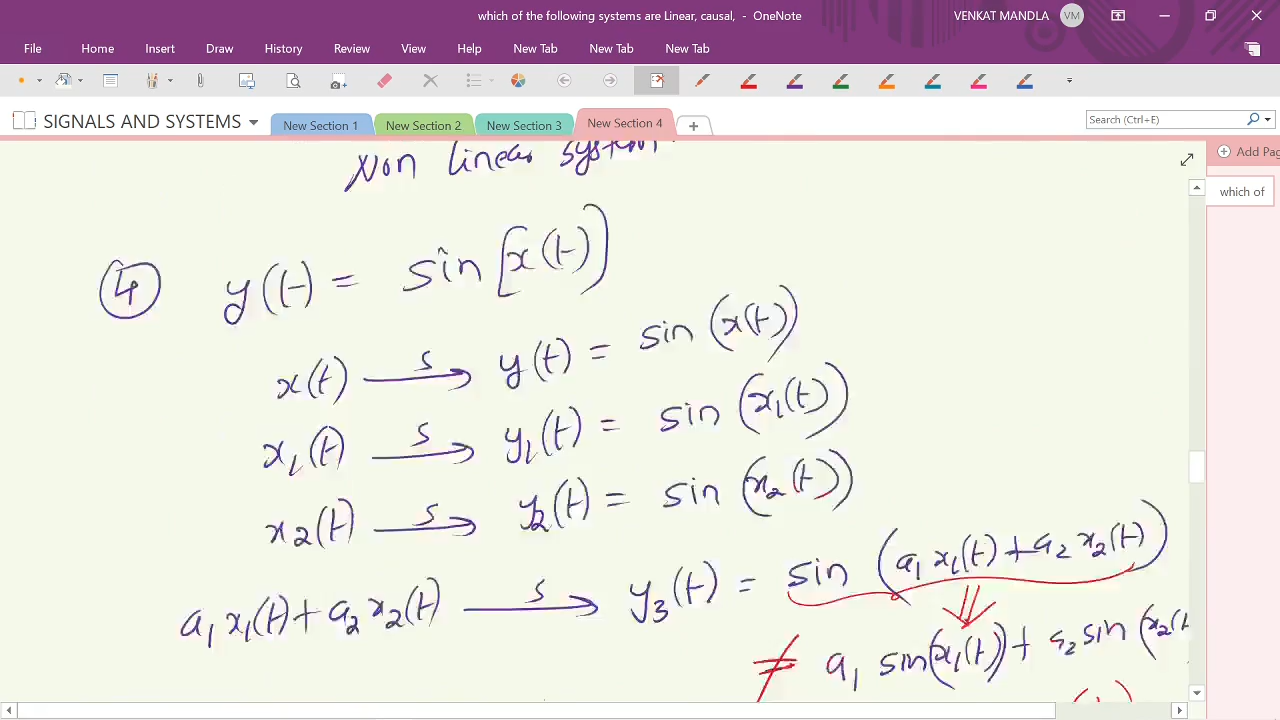 which of the following systems are Linear, causal, - OneNote
VENKAT MANDLA VM
File Home Insert Draw History Review View Help New Tab New Tab New Tab
SIGNALS AND SYSTEMS New Section 1 New Section 2 New Section 3 New Section 4 Search (Ctrl+E)
Add Pag
which of
Non linear system.
④ y(t) = sin[x(t)]
x(t) —S→ y(t) = sin(x(t))
x₁(t) —S→ y₁(t) = sin(x₁(t))
x₂(t) —S→ y₂(t) = sin(x₂(t))
a₁x₁(t)+a₂x₂(t) —S→ y₃(t) = sin(a₁x₁(t)+a₂x₂(t))
≠ a₁ sin(x₁(t)) + a₂ sin(x₂(t